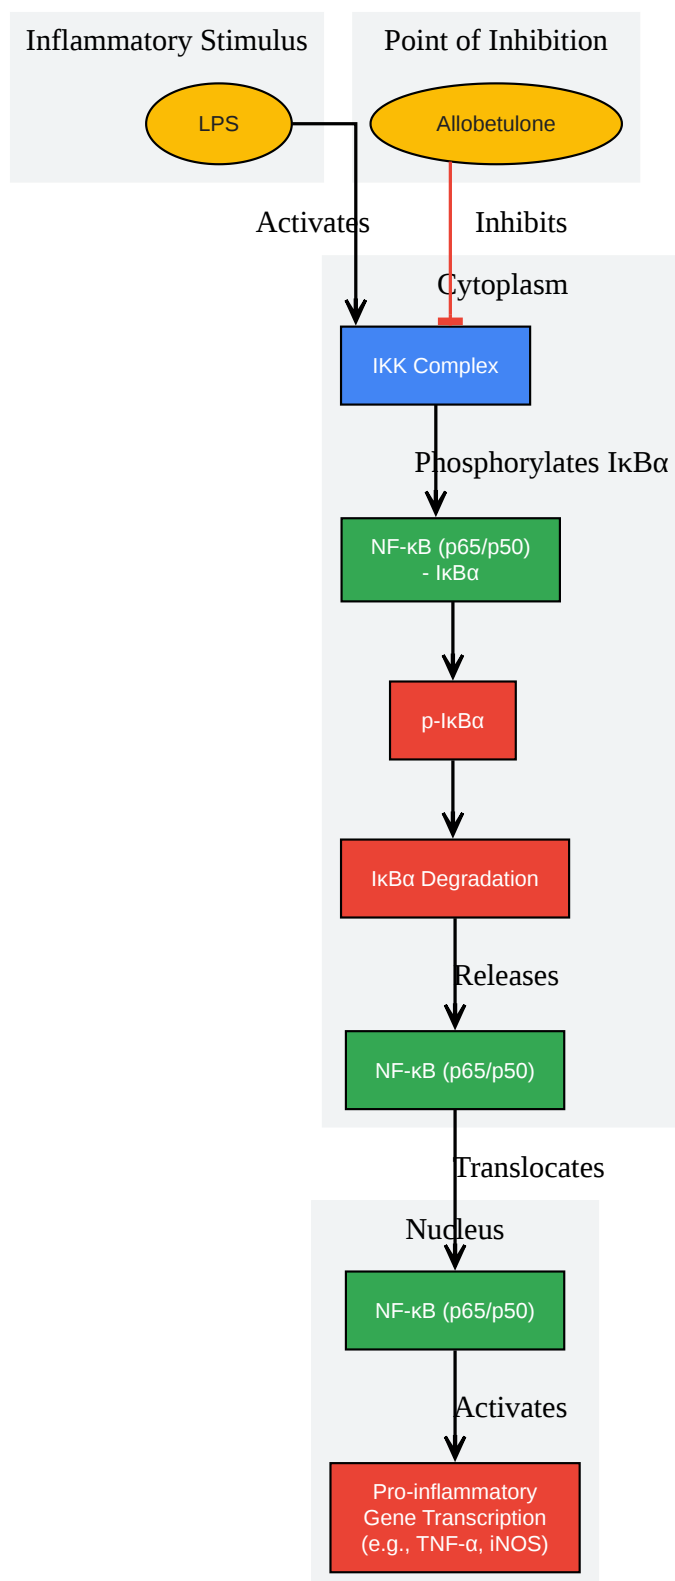 Inflammatory Stimulus
Point of Inhibition
LPS
Allobetulone
Activates
Inhibits
Cytoplasm
IKK Complex
Phosphorylates IκBα
NF-κB (p65/p50)
- IκBα
p-IκBα
IκBα Degradation
Releases
NF-κB (p65/p50)
Translocates
Nucleus
NF-κB (p65/p50)
Activates
Pro-inflammatory
Gene Transcription
(e.g., TNF-α, iNOS)